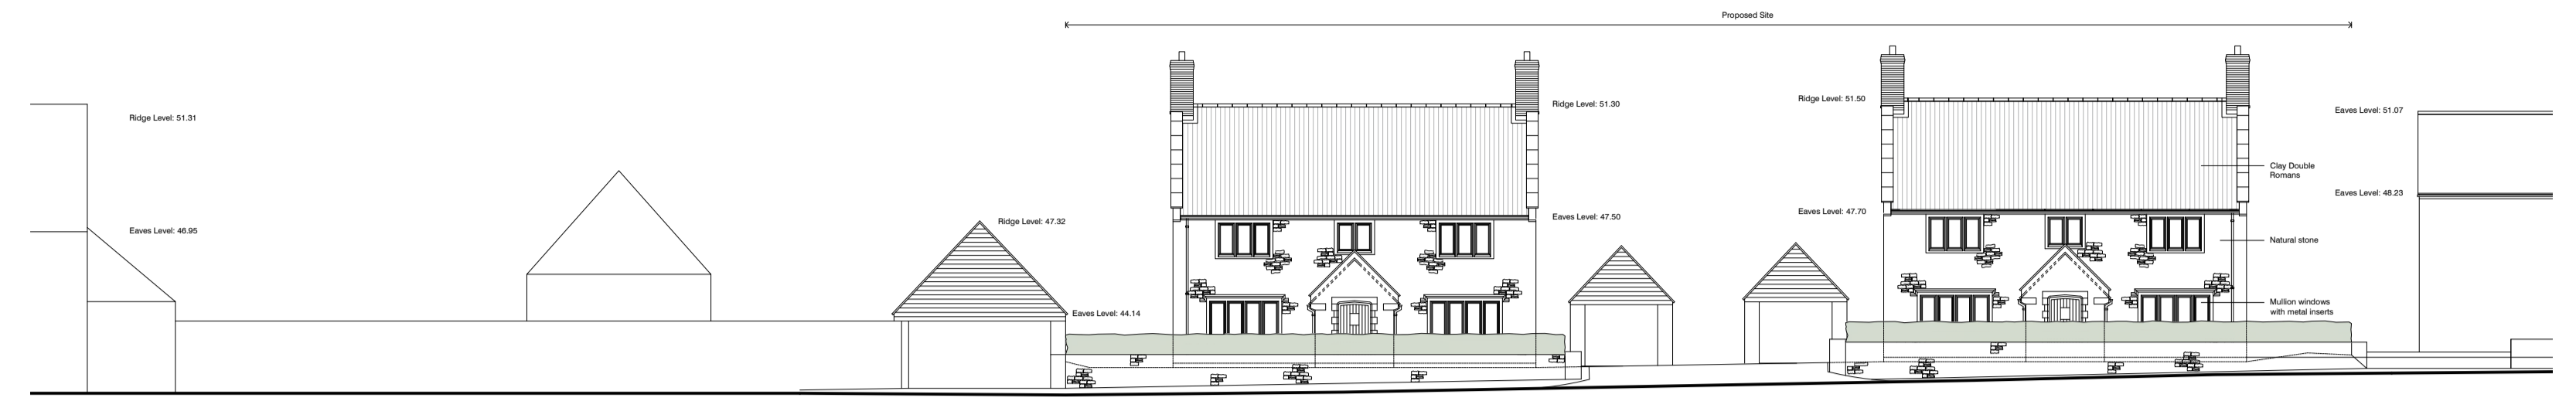 Proposed Site
Ridge Level: 51.31
Eaves Level: 46.95
Ridge Level: 47.32
Eaves Level: 44.14
Ridge Level: 51.30
Eaves Level: 47.50
Ridge Level: 51.50
Eaves Level: 47.70
Eaves Level: 51.07
Eaves Level: 48.23
Clay Double
Romans
Natural stone
Mullion windows
with metal inserts